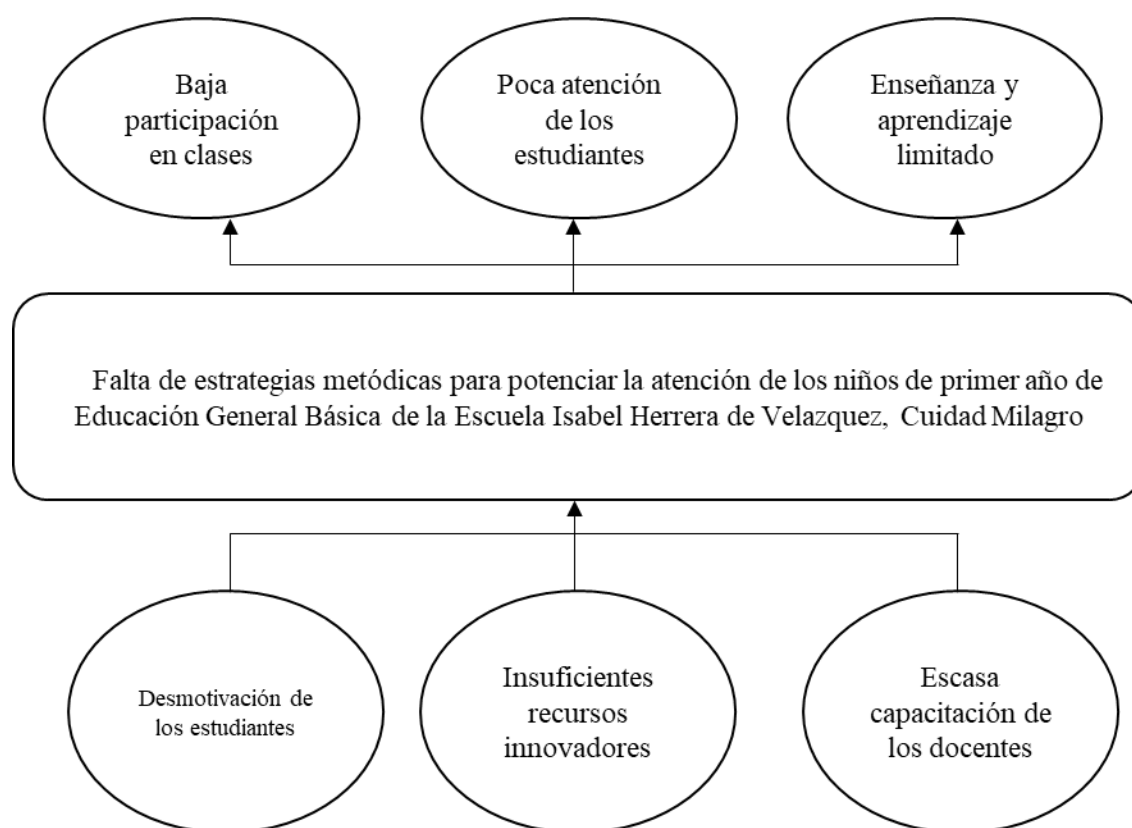 Baja
participación
en clases
Poca atención
de los
estudiantes
Enseñanza y
aprendizaje
limitado
Falta de estrategias metódicas para potenciar la atención de los niños de primer año de
Educación General Básica de la Escuela Isabel Herrera de Velazquez, Cuidad Milagro
Desmotivación de
los estudiantes
Insuficientes
recursos
innovadores
Escasa
capacitación de
los docentes